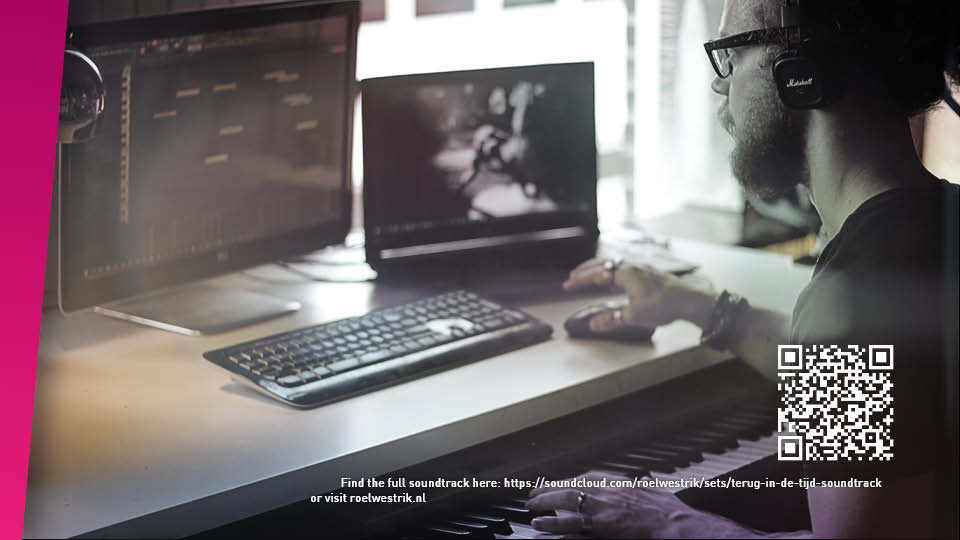 Marshall
Find the full soundtrack here: https://soundcloud.com/roelwestrik/sets/terug-in-de-tijd-soundtrack
or visit roelwestrik.nl